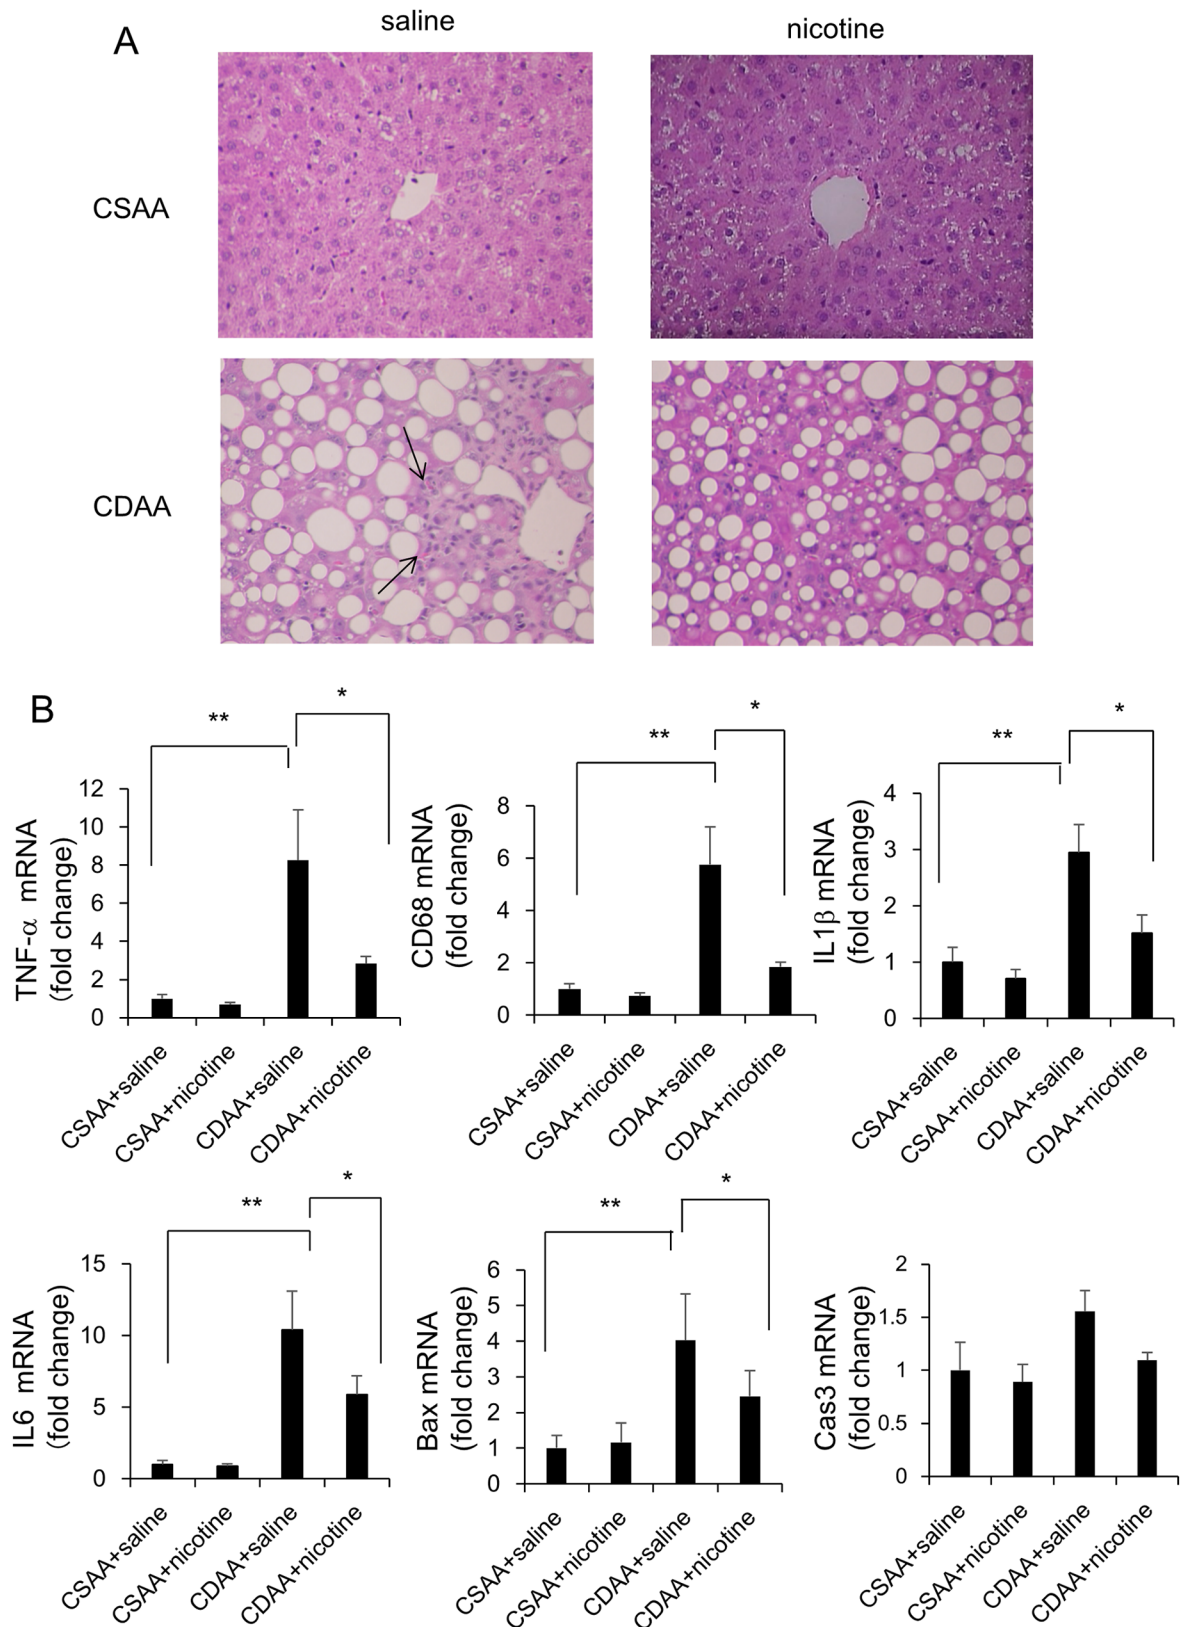 A
saline
nicotine
CSAA
CDAA
B
**
*
TNF-α mRNA
(fold change)
12
10
8
6
4
2
0
CSAA+saline
CSAA+nicotine
CDAA+saline
CDAA+nicotine
**
*
CD68 mRNA
(fold change)
8
6
4
2
0
CSAA+saline
CSAA+nicotine
CDAA+saline
CDAA+nicotine
**
*
IL1β mRNA
(fold change)
4
3
2
1
0
CSAA+saline
CSAA+nicotine
CDAA+saline
CDAA+nicotine
**
*
IL6 mRNA
(fold change)
15
10
5
0
CSAA+saline
CSAA+nicotine
CDAA+saline
CDAA+nicotine
**
*
Bax mRNA
(fold change)
6
5
4
3
2
1
0
CSAA+saline
CSAA+nicotine
CDAA+saline
CDAA+nicotine
Cas3 mRNA
(fold change)
2
1.5
1
0.5
0
CSAA+saline
CSAA+nicotine
CDAA+saline
CDAA+nicotine